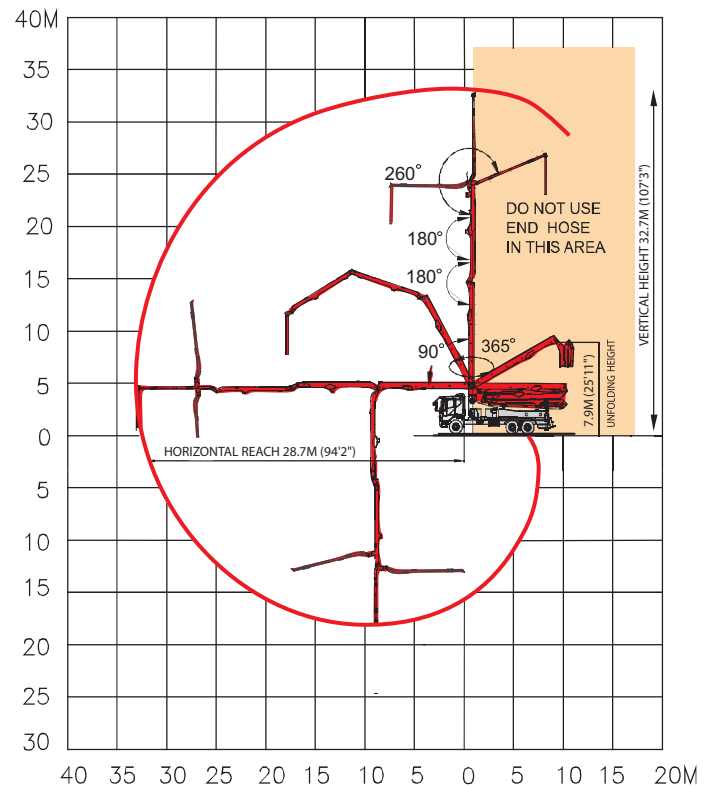 40M
35
30
25
20
15
10
5
0
5
10
15
20
25
30
260°
180°
180°
90°
365°
DO NOT USE
END HOSE
IN THIS AREA
VERTICAL HEIGHT 32.7M (107'3")
7.9M (25'11")
UNFOLDING HEIGHT
HORIZONTAL REACH 28.7M (94'2")
40 35 30 25 20 15 10 5 0 5 10 15 20M